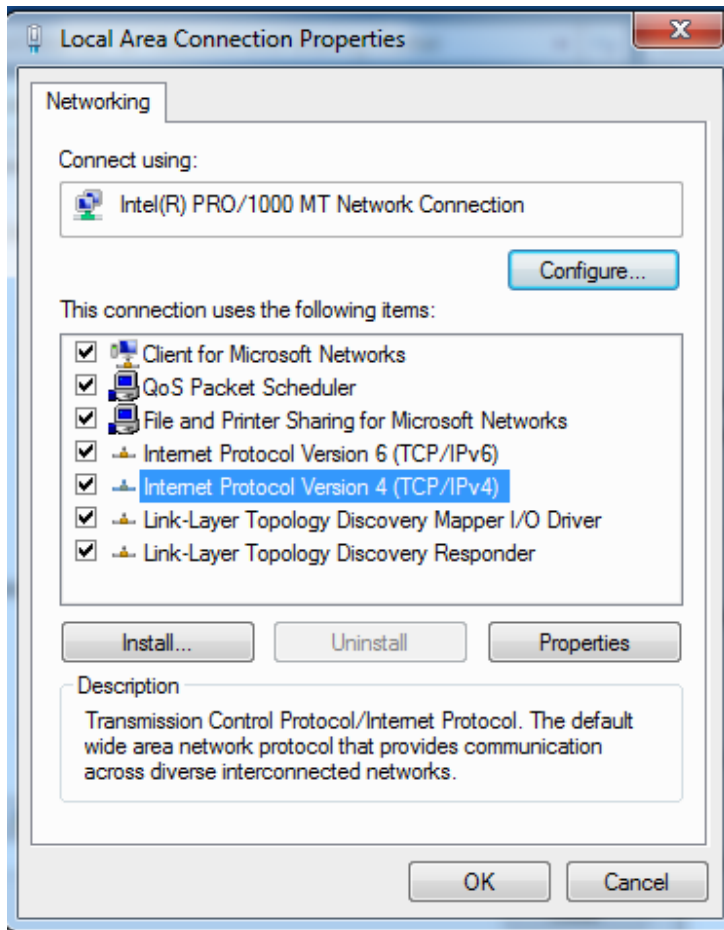 Local Area Connection Properties
Networking
Connect using:
Intel(R) PRO/1000 MT Network Connection
Configure...
This connection uses the following items:
Client for Microsoft Networks
QoS Packet Scheduler
File and Printer Sharing for Microsoft Networks
Internet Protocol Version 6 (TCP/IPv6)
Internet Protocol Version 4 (TCP/IPv4)
Link-Layer Topology Discovery Mapper I/O Driver
Link-Layer Topology Discovery Responder
Install... Uninstall Properties
Description
Transmission Control Protocol/Internet Protocol. The default
wide area network protocol that provides communication
across diverse interconnected networks.
OK Cancel